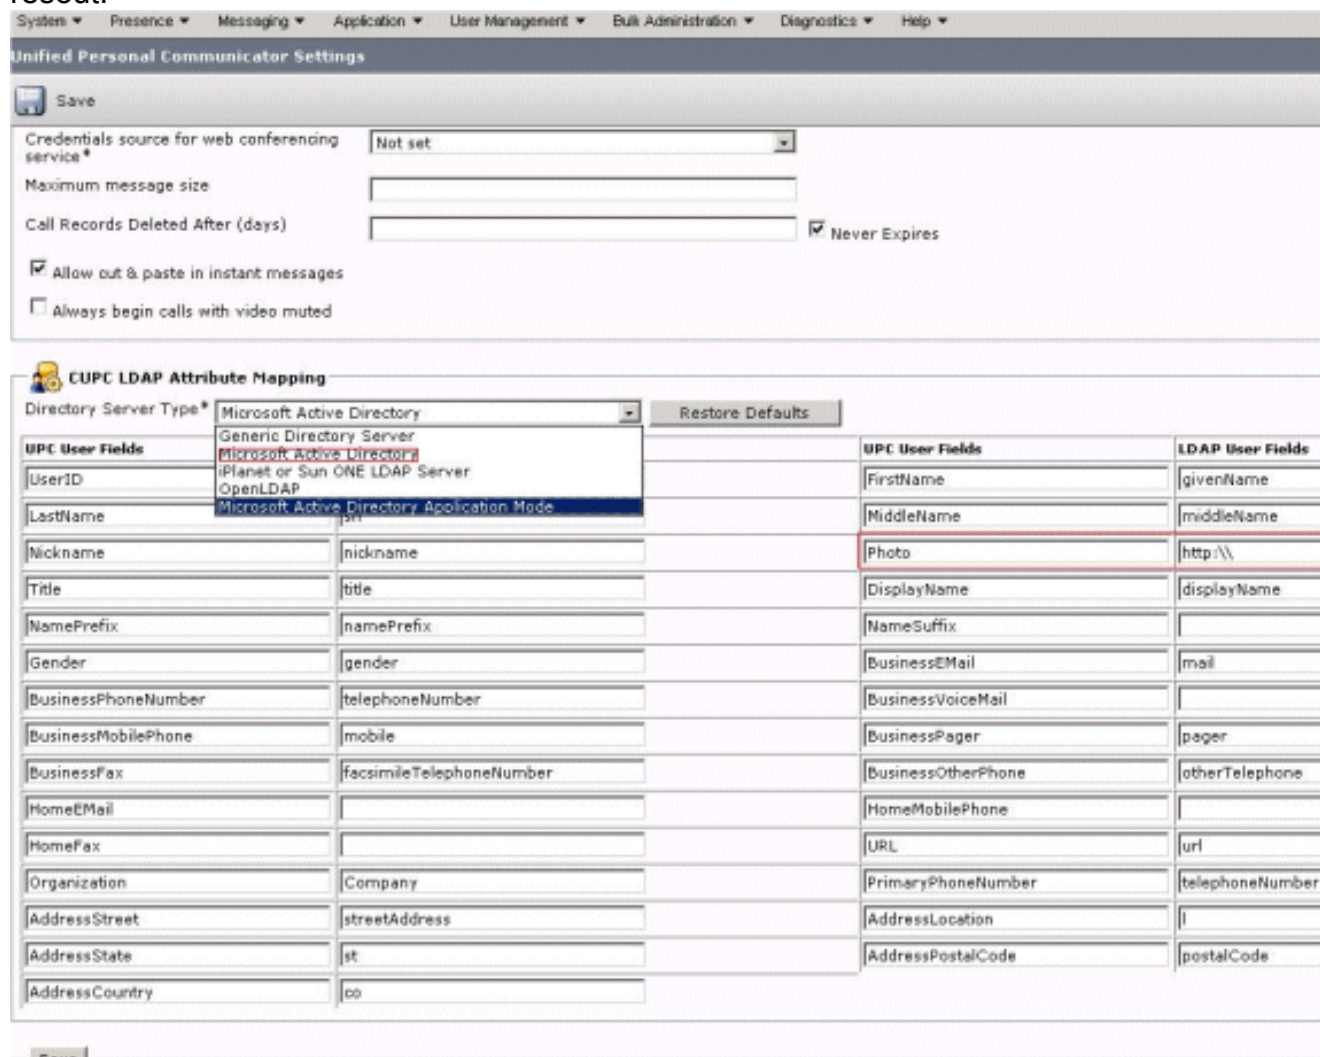 System Presence Messaging Application User Management Bulk Administration Diagnostics Help
Unified Personal Communicator Settings
Save
Credentials source for web conferencing service* Not set
Maximum message size
Call Records Deleted After (days) Never Expires
Allow cut & paste in instant messages
Always begin calls with video muted
CUPC LDAP Attribute Mapping
Directory Server Type* Microsoft Active Directory Restore Defaults
Generic Directory Server
Microsoft Active Directory
iPlanet or Sun ONE LDAP Server
OpenLDAP
Microsoft Active Directory Application Mode
UPC User Fields UPC User Fields LDAP User Fields
UserID FirstName givenName
LastName sn MiddleName middleName
Nickname nickname Photo http:\\
Title title DisplayName displayName
NamePrefix namePrefix NameSuffix
Gender gender BusinessEMail mail
BusinessPhoneNumber telephoneNumber BusinessVoiceMail
BusinessMobilePhone mobile BusinessPager pager
BusinessFax facsimileTelephoneNumber BusinessOtherPhone otherTelephone
HomeEMail HomeMobilePhone
HomeFax URL url
Organization Company PrimaryPhoneNumber telephoneNumber
AddressStreet streetAddress AddressLocation l
AddressState st AddressPostalCode postalCode
AddressCountry co